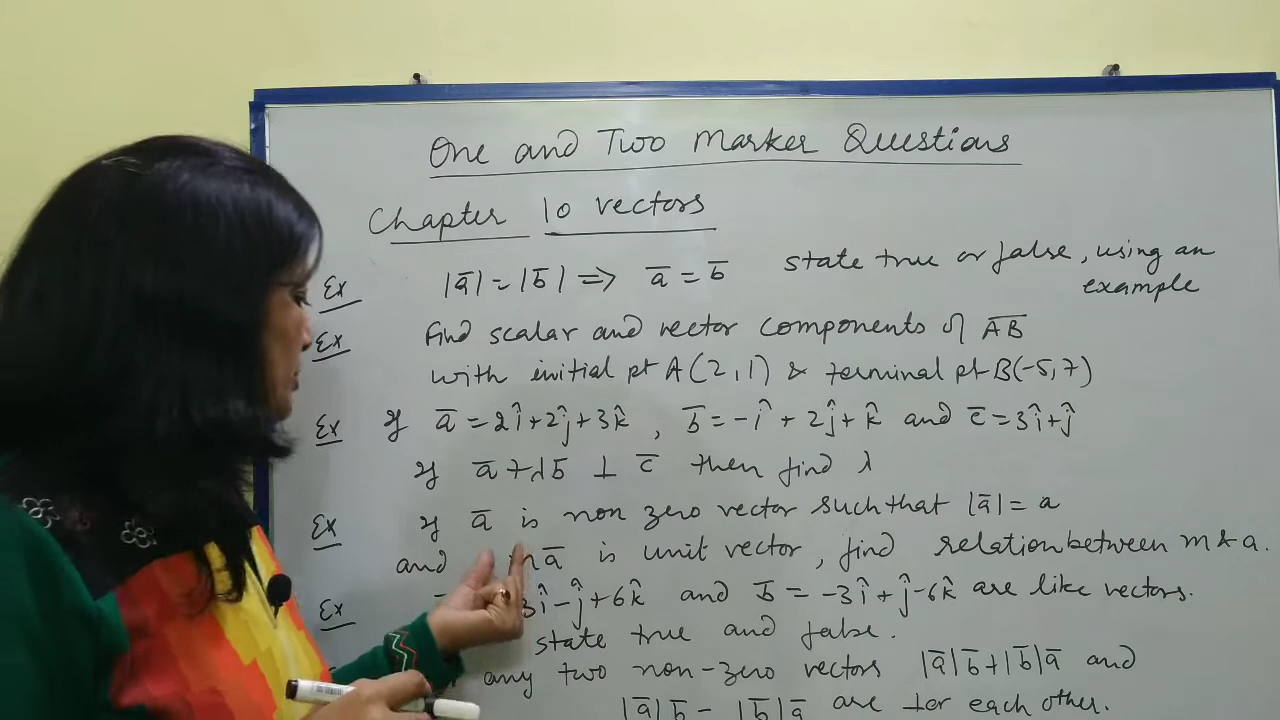 One and Two Marker Questions
Chapter 10 vectors
Ex |a̅| = |b̅| ⟹ a̅ = b̅ state true or false, using an
example
Ex find scalar and vector components of A̅B̅
with initial pt A(2,1) & terminal pt B(-5,7)
Ex If a̅ = 2î+2ĵ+3k̂, b̅ = -î+2ĵ+k̂ and c̅ = 3î+ĵ
If a̅+λb̅ ⊥ c̅ then find λ
Ex If a̅ is non zero vector such that |a̅| = a
and a̅ is unit vector, find relation between m & a.
Ex 3î-ĵ+6k̂ and b̅ = -3î+ĵ-6k̂ are like vectors.
state true and false.
any two non-zero vectors |a̅|b̅+|b̅|a̅ and
|a̅|b̅ - |b̅|a̅ are ⊥ for each other.